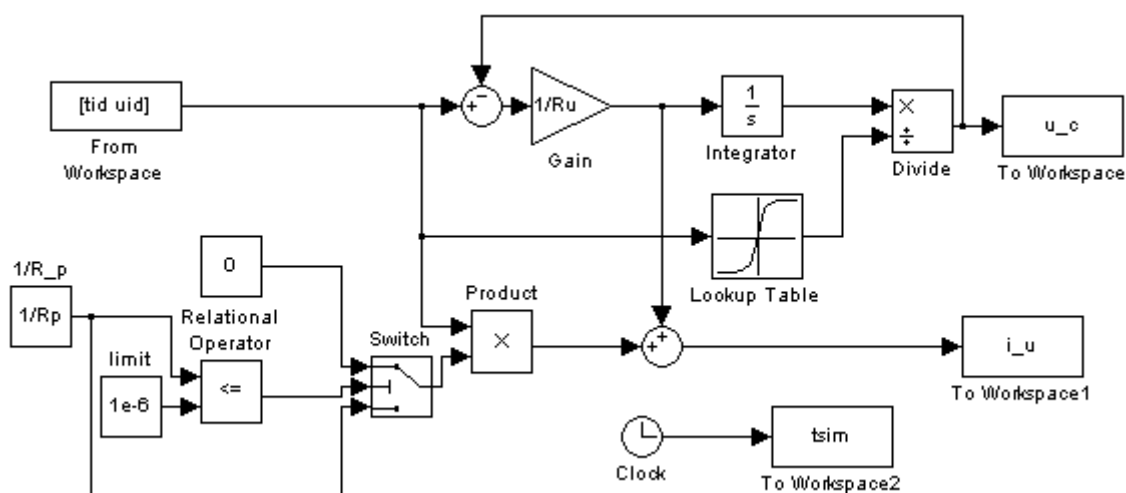 [tid uid]
From
Workspace
+
−
1/Ru
Gain
1
s
Integrator
×
÷
Divide
u_c
To Workspace
Lookup Table
1/R_p
1/Rp
0
Relational
Operator
<=
limit
1e-6
Switch
Product
×
+
+
i_u
To Workspace1
Clock
tsim
To Workspace2